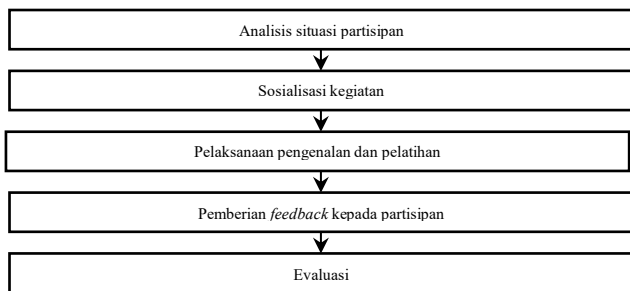 Analisis situasi partisipan
Sosialisasi kegiatan
Pelaksanaan pengenalan dan pelatihan
Pemberian feedback kepada partisipan
Evaluasi